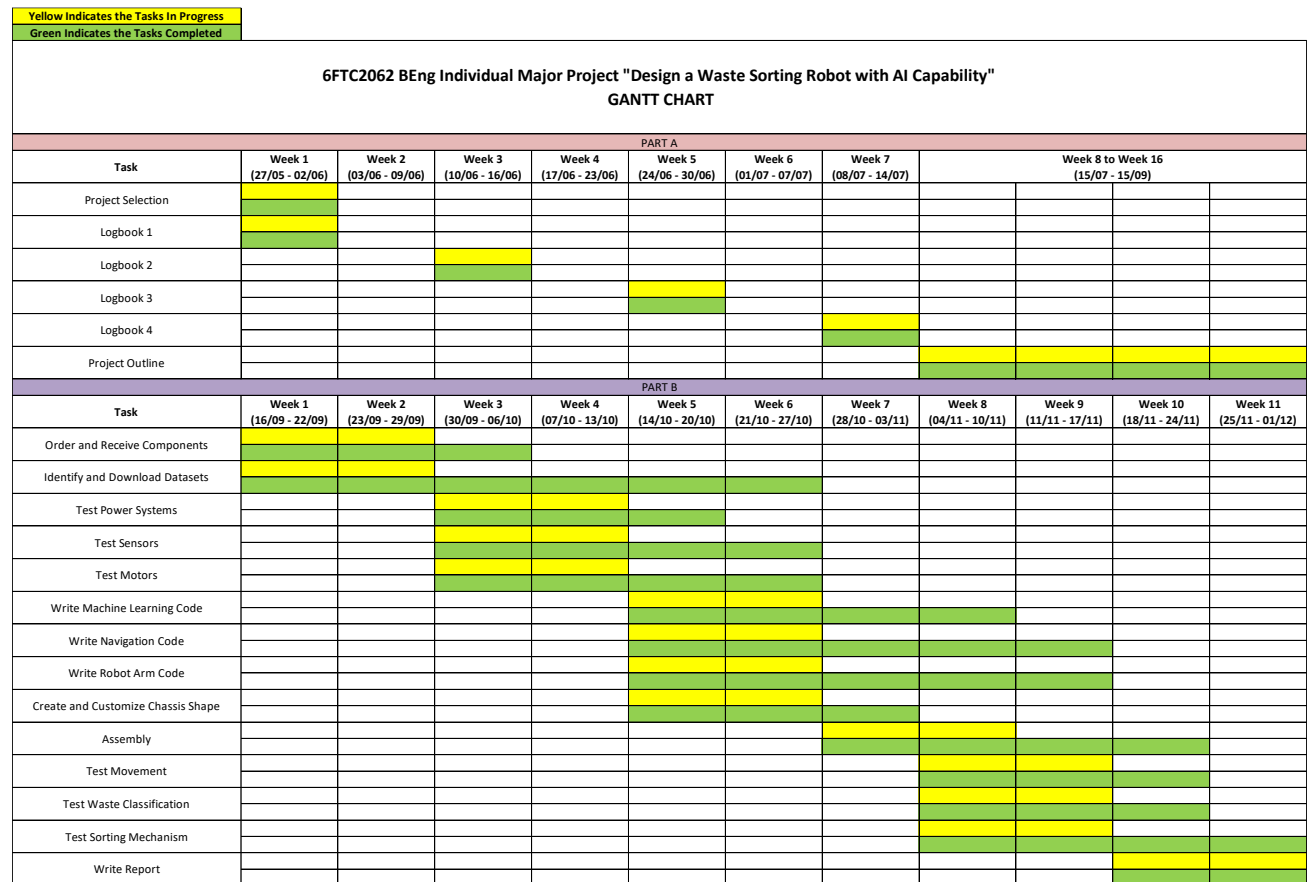 Yellow Indicates the Tasks In Progress
Green Indicates the Tasks Completed
6FTC2062 BEng Individual Major Project "Design a Waste Sorting Robot with AI Capability"
GANTT CHART
PART A
Task Week 1 Week 2 Week 3 Week 4 Week 5 Week 6 Week 7 Week 8 to Week 16
(27/05 - 02/06) (03/06 - 09/06) (10/06 - 16/06) (17/06 - 23/06) (24/06 - 30/06) (01/07 - 07/07) (08/07 - 14/07) (15/07 - 15/09)
Project Selection
Logbook 1
Logbook 2
Logbook 3
Logbook 4
Project Outline
PART B
Task Week 1 Week 2 Week 3 Week 4 Week 5 Week 6 Week 7 Week 8 Week 9 Week 10 Week 11
(16/09 - 22/09) (23/09 - 29/09) (30/09 - 06/10) (07/10 - 13/10) (14/10 - 20/10) (21/10 - 27/10) (28/10 - 03/11) (04/11 - 10/11) (11/11 - 17/11) (18/11 - 24/11) (25/11 - 01/12)
Order and Receive Components
Identify and Download Datasets
Test Power Systems
Test Sensors
Test Motors
Write Machine Learning Code
Write Navigation Code
Write Robot Arm Code
Create and Customize Chassis Shape
Assembly
Test Movement
Test Waste Classification
Test Sorting Mechanism
Write Report